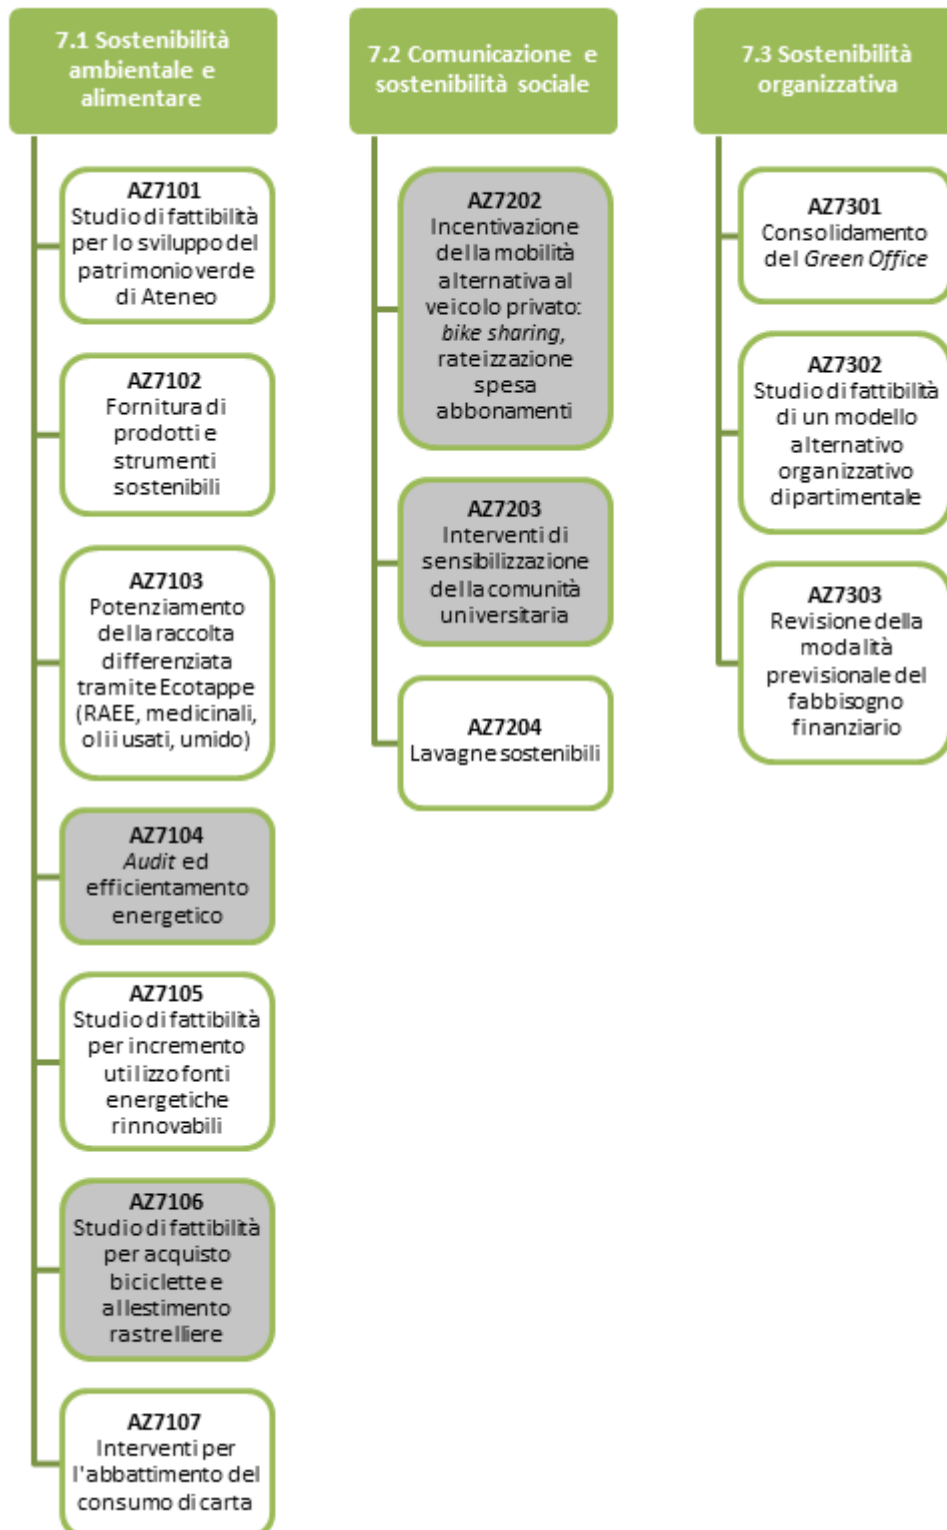 7.1 Sostenibilità
ambientale e
alimentare
AZ7101
Studio di fattibilità
per lo sviluppo del
patrimonio verde
di Ateneo
AZ7102
Fornitura di
prodotti e
strumenti
sostenibili
AZ7103
Potenziamento
della raccolta
differenziata
tramite Ecotappe
(RAEE, medicinali,
olii usati, umido)
AZ7104
Audit ed
efficientamento
energetico
AZ7105
Studio di fattibilità
per incremento
utilizzo fonti
energetiche
rinnovabili
AZ7106
Studio di fattibilità
per acquisto
biciclette e
allestimento
rastrelliere
AZ7107
Interventi per
l'abbattimento del
consumo di carta
7.2 Comunicazione e
sostenibilità sociale
AZ7202
Incentivazione
della mobilità
alternativa al
veicolo privato:
bike sharing,
rateizzazione
spesa
abbonamenti
AZ7203
Interventi di
sensibilizzazione
della comunità
universitaria
AZ7204
Lavagne sostenibili
7.3 Sostenibilità
organizzativa
AZ7301
Consolidamento
del Green Office
AZ7302
Studio di fattibilità
di un modello
alternativo
organizzativo
dipartimentale
AZ7303
Revisione della
modalità
previsionale del
fabbisogno
finanziario